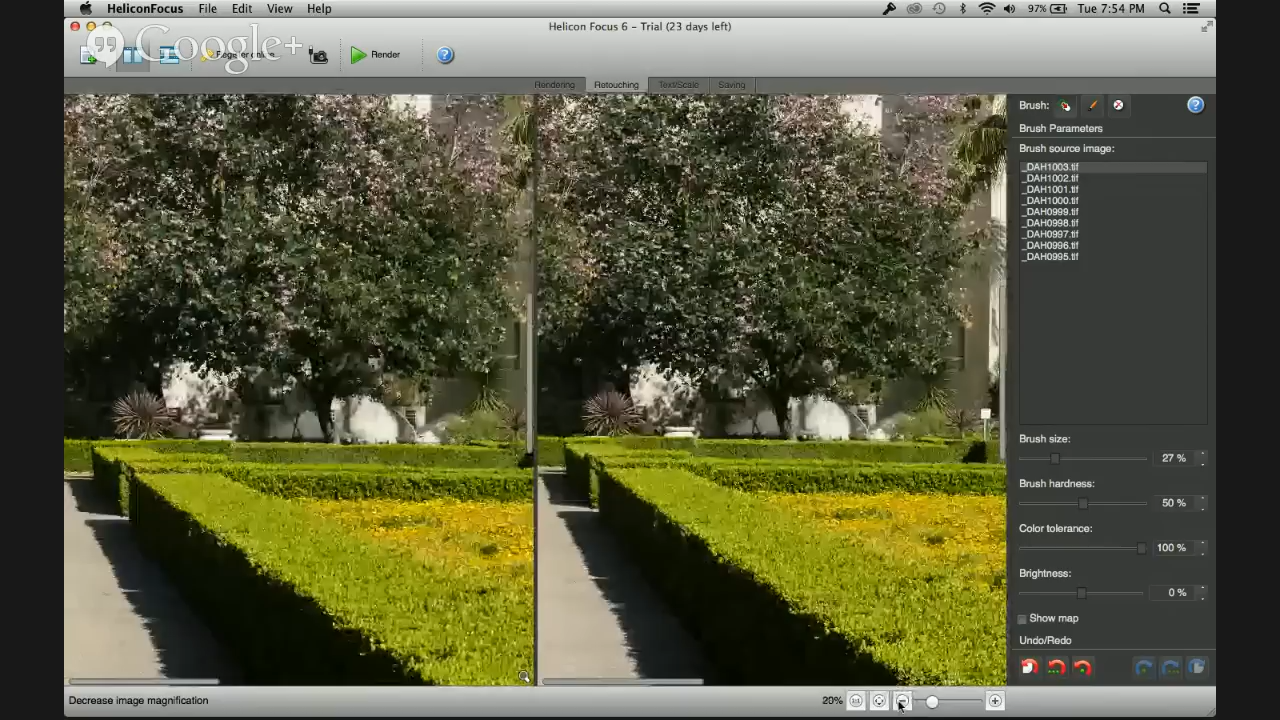 HeliconFocus File Edit View Help
97% Tue 7:54 PM
Helicon Focus 6 - Trial (23 days left)
Google+
Render
Rendering Retouching Text/Scale Saving
Brush:
Brush Parameters
Brush source image:
_DAH1003.tif
_DAH1002.tif
_DAH1001.tif
_DAH1000.tif
_DAH0999.tif
_DAH0998.tif
_DAH0997.tif
_DAH0996.tif
_DAH0995.tif
Brush size:
27 %
Brush hardness:
50 %
Color tolerance:
100 %
Brightness:
0 %
Show map
Undo/Redo
Decrease image magnification
20%